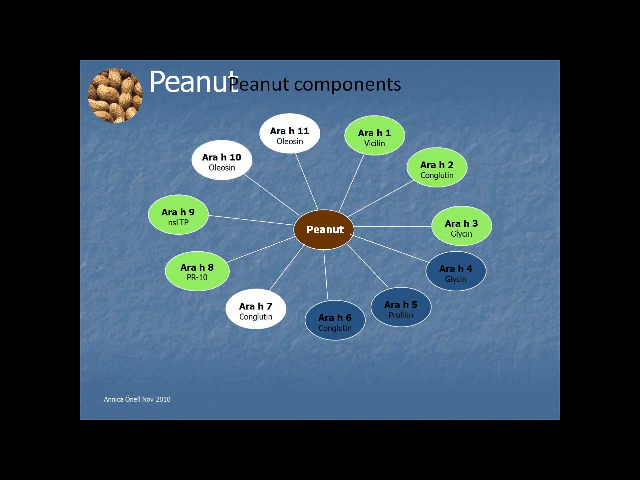 Peanut
Peanut components
Ara h 11
Oleosin
Ara h 1
Vicilin
Ara h 10
Oleosin
Ara h 2
Conglutin
Ara h 9
nsLTP
Ara h 3
Glycin
Peanut
Ara h 8
PR-10
Ara h 4
Glycin
Ara h 7
Conglutin
Ara h 6
Conglutin
Ara h 5
Profilin
Annica Önell Nov 2010